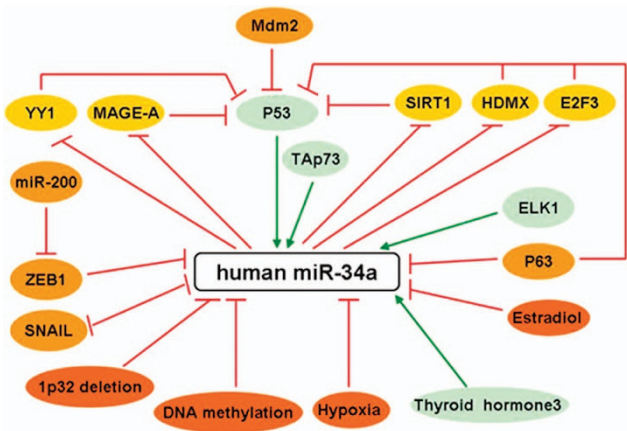 Mdm2
YY1
MAGE-A
P53
SIRT1
HDMX
E2F3
TAp73
miR-200
ELK1
ZEB1
human miR-34a
P63
SNAIL
Estradiol
1p32 deletion
DNA methylation
Hypoxia
Thyroid hormone3